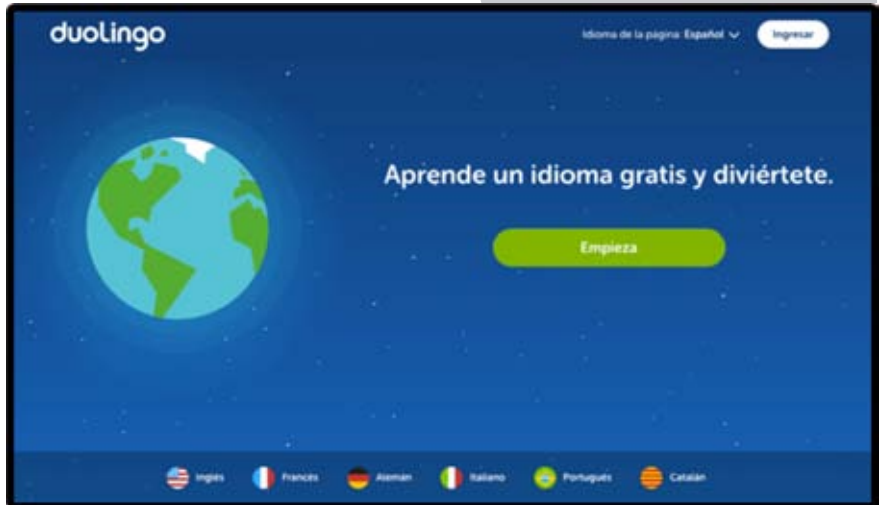 duolingo
Idioma de la página: Español
Ingresar
Aprende un idioma gratis y diviértete.
Empieza
Inglés Francés Alemán Italiano Portugués Catalán